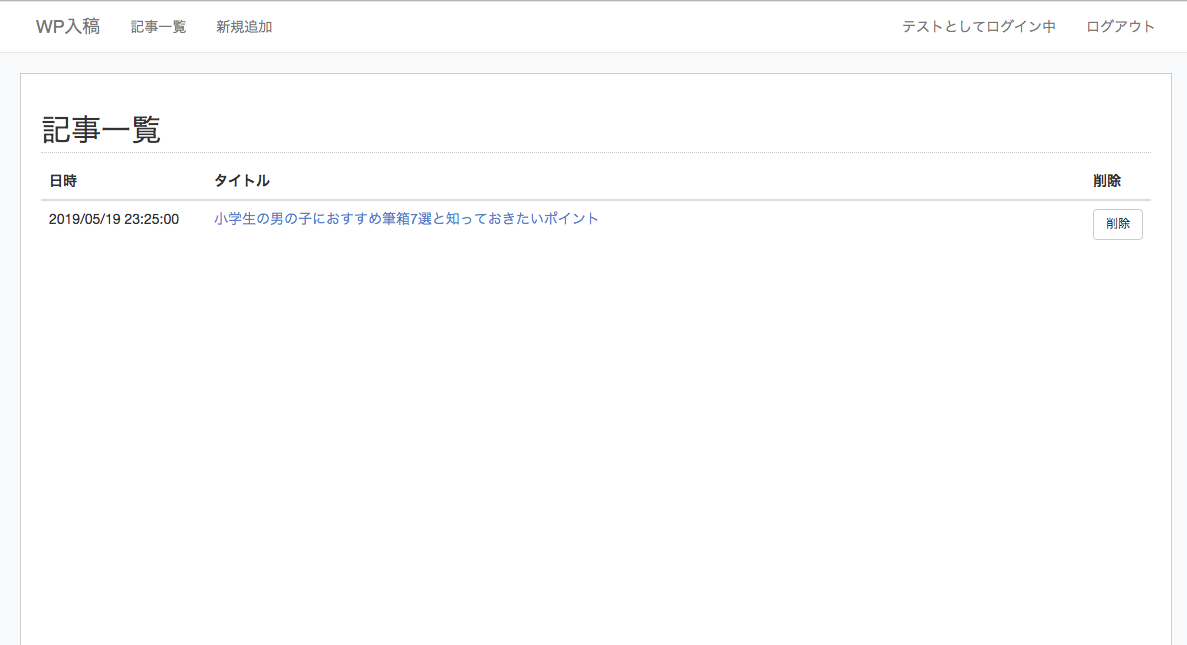 WP入稿 記事一覧 新規追加 テストとしてログイン中 ログアウト
記事一覧
日時 タイトル 削除
2019/05/19 23:25:00 小学生の男の子におすすめ筆箱7選と知っておきたいポイント 削除